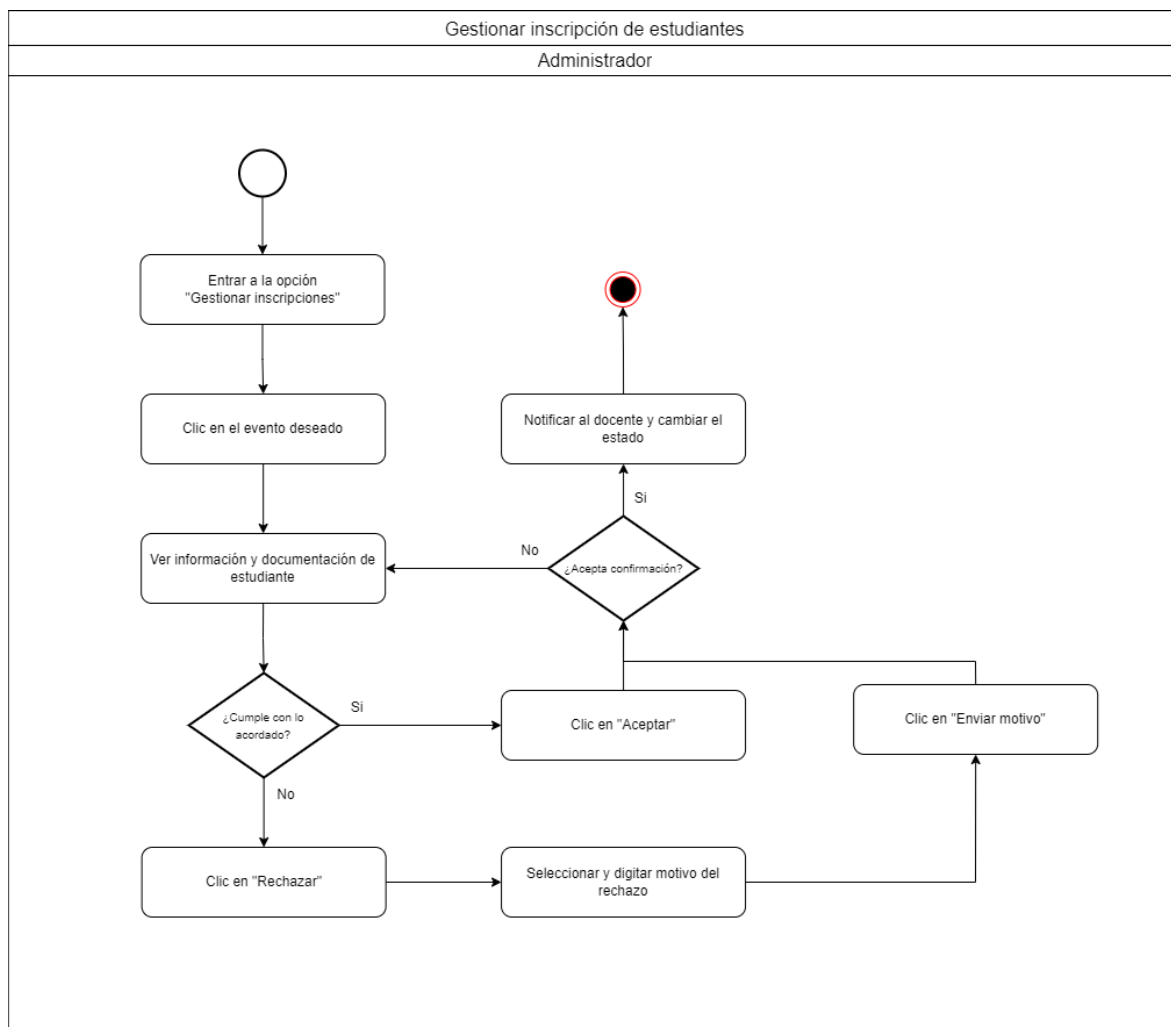 Gestionar inscripción de estudiantes
Administrador
Entrar a la opción
"Gestionar inscripciones"
Clic en el evento deseado
Notificar al docente y cambiar el
estado
Si
Ver información y documentación de
estudiante
No
¿Acepta confirmación?
¿Cumple con lo
acordado?
Si
Clic en "Aceptar"
Clic en "Enviar motivo"
No
Clic en "Rechazar"
Seleccionar y digitar motivo del
rechazo